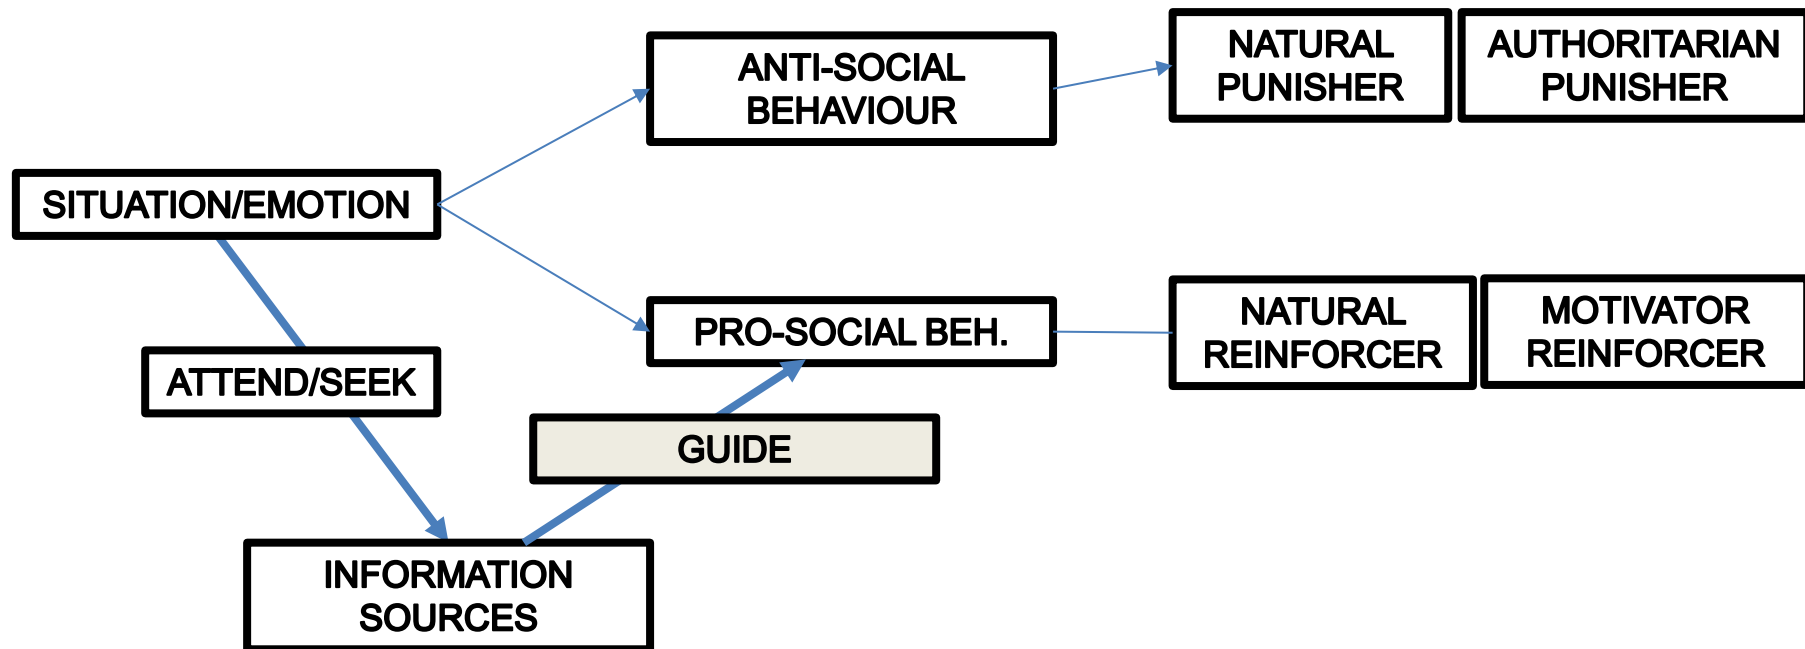 ANTI-SOCIAL
BEHAVIOUR
NATURAL
PUNISHER
AUTHORITARIAN
PUNISHER
SITUATION/EMOTION
PRO-SOCIAL BEH.
NATURAL
REINFORCER
MOTIVATOR
REINFORCER
ATTEND/SEEK
GUIDE
INFORMATION
SOURCES